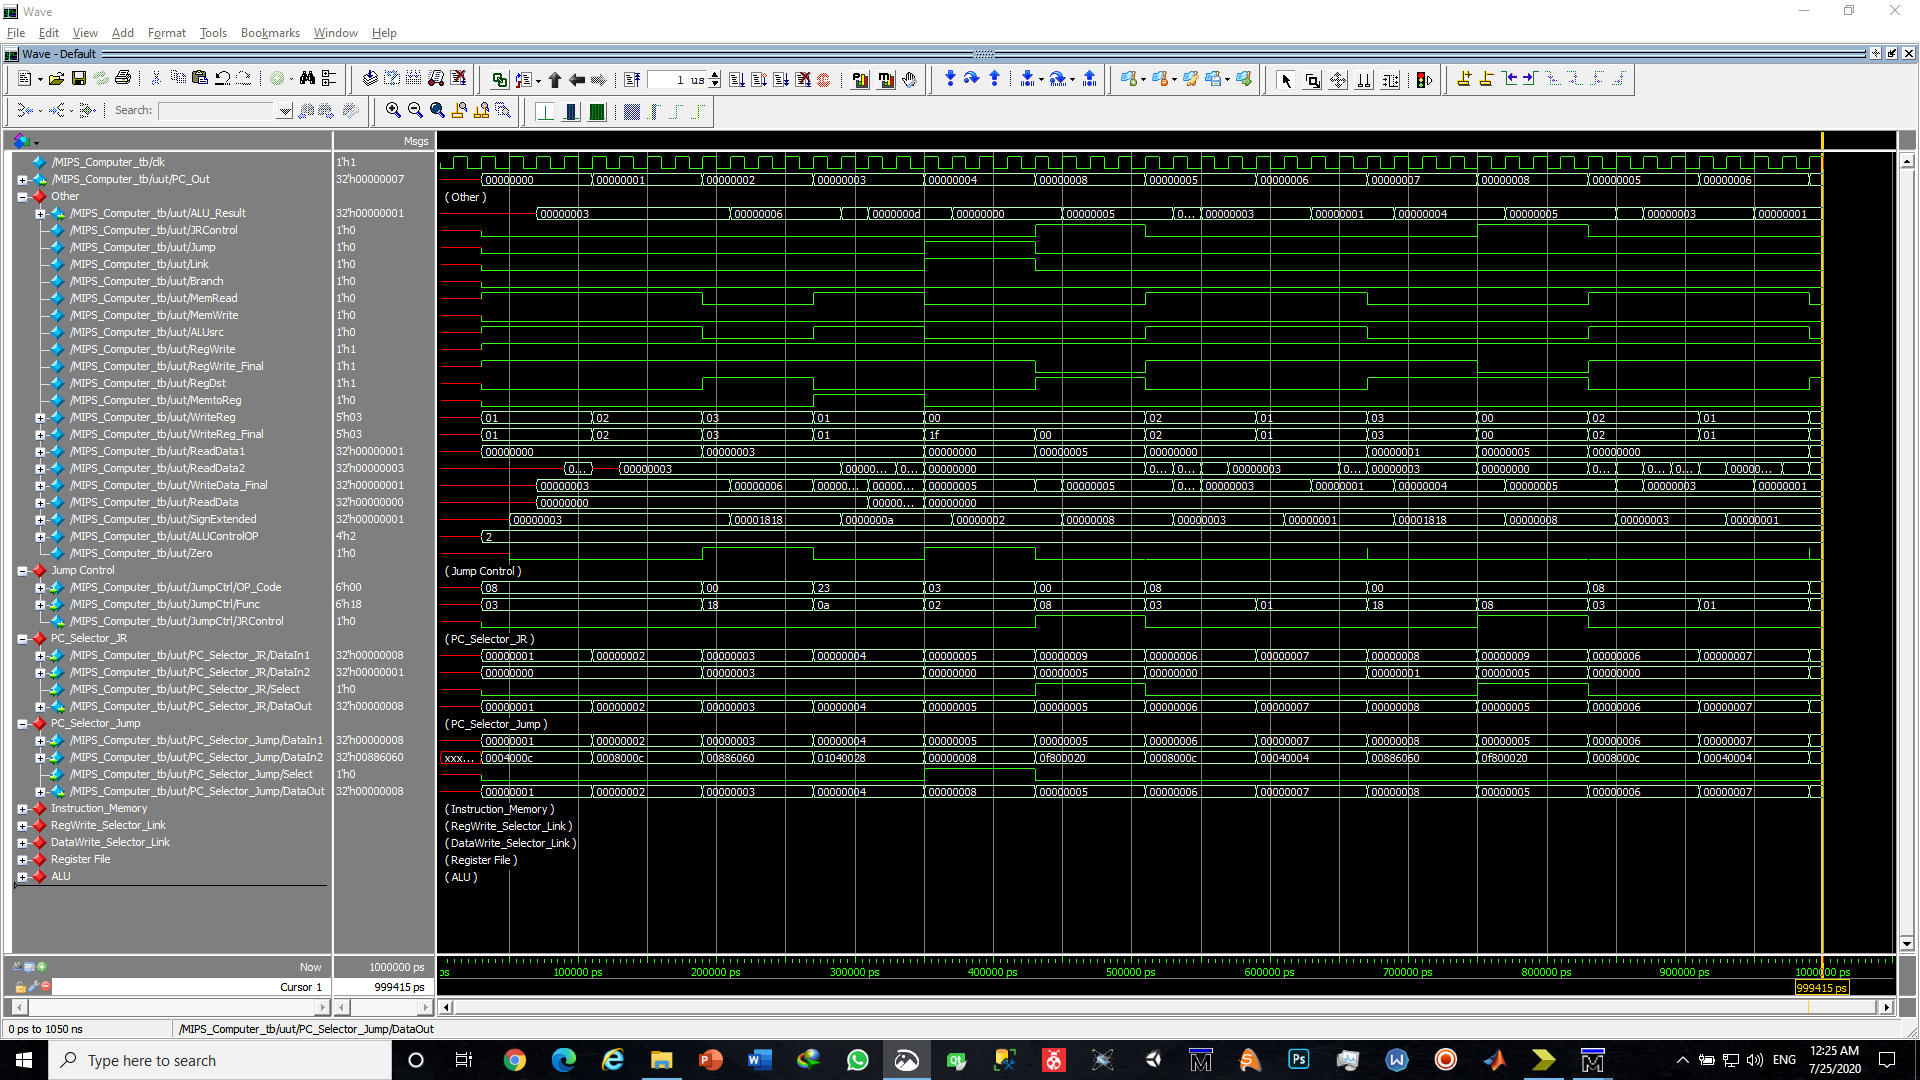 Wave
File Edit View Add Format Tools Bookmarks Window Help
Wave - Default
1 us
Search:
Msgs
/MIPS_Computer_tb/clk 1'h1
/MIPS_Computer_tb/uut/PC_Out 32'h00000007 00000000 00000001 00000002 00000003 00000004 00000008 00000005 00000006 00000007 00000008 00000005 00000006
Other ( Other )
/MIPS_Computer_tb/uut/ALU_Result 32'h00000001 00000003 00000006 0000000d 00000000 00000005 0... 00000003 00000001 00000004 00000005 00000003 00000001
/MIPS_Computer_tb/uut/JRControl 1'h0
/MIPS_Computer_tb/uut/Jump 1'h0
/MIPS_Computer_tb/uut/Link 1'h0
/MIPS_Computer_tb/uut/Branch 1'h0
/MIPS_Computer_tb/uut/MemRead 1'h0
/MIPS_Computer_tb/uut/MemWrite 1'h0
/MIPS_Computer_tb/uut/ALUsrc 1'h0
/MIPS_Computer_tb/uut/RegWrite 1'h1
/MIPS_Computer_tb/uut/RegWrite_Final 1'h1
/MIPS_Computer_tb/uut/RegDst 1'h1
/MIPS_Computer_tb/uut/MemtoReg 1'h0
/MIPS_Computer_tb/uut/WriteReg 5'h03 01 02 03 01 00 02 01 03 00 02 01
/MIPS_Computer_tb/uut/WriteReg_Final 5'h03 01 02 03 01 1f 00 02 01 03 00 02 01
/MIPS_Computer_tb/uut/ReadData1 32'h00000001 00000000 00000003 00000000 00000005 00000000 00000001 00000005 00000000
/MIPS_Computer_tb/uut/ReadData2 32'h00000003 0... 00000003 00000... 0... 00000000 0... 0... 00000003 0... 00000003 00000000 0... 0... 0... 00000...
/MIPS_Computer_tb/uut/WriteData_Final 32'h00000001 00000003 00000006 00000... 00000... 00000005 00000005 0... 00000003 00000001 00000004 00000005 00000003 00000001
/MIPS_Computer_tb/uut/ReadData 32'h00000000 00000000 00000... 00000000
/MIPS_Computer_tb/uut/SignExtended 32'h00000001 00000003 00001818 0000000a 00000002 00000008 00000003 00000001 00001818 00000008 00000003 00000001
/MIPS_Computer_tb/uut/ALUControlOP 4'h2 2
/MIPS_Computer_tb/uut/Zero 1'h0
Jump Control ( Jump Control )
/MIPS_Computer_tb/uut/JumpCtrl/OP_Code 6'h00 08 00 23 03 00 08 00 08
/MIPS_Computer_tb/uut/JumpCtrl/Func 6'h18 03 18 0a 02 08 03 01 18 08 03 01
/MIPS_Computer_tb/uut/JumpCtrl/JRControl 1'h0
PC_Selector_JR ( PC_Selector_JR )
/MIPS_Computer_tb/uut/PC_Selector_JR/DataIn1 32'h00000008 00000001 00000002 00000003 00000004 00000005 00000009 00000006 00000007 00000008 00000009 00000006 00000007
/MIPS_Computer_tb/uut/PC_Selector_JR/DataIn2 32'h00000001 00000000 00000003 00000000 00000005 00000000 00000001 00000005 00000000
/MIPS_Computer_tb/uut/PC_Selector_JR/Select 1'h0
/MIPS_Computer_tb/uut/PC_Selector_JR/DataOut 32'h00000008 00000001 00000002 00000003 00000004 00000005 00000005 00000006 00000007 00000008 00000005 00000006 00000007
PC_Selector_Jump ( PC_Selector_Jump )
/MIPS_Computer_tb/uut/PC_Selector_Jump/DataIn1 32'h00000008 00000001 00000002 00000003 00000004 00000005 00000005 00000006 00000007 00000008 00000005 00000006 00000007
/MIPS_Computer_tb/uut/PC_Selector_Jump/DataIn2 32'h00886060 xxx... 0004000c 0008000c 00886060 01040028 00000008 0f800020 0008000c 00040004 00886060 0f800020 0008000c 00040004
/MIPS_Computer_tb/uut/PC_Selector_Jump/Select 1'h0
/MIPS_Computer_tb/uut/PC_Selector_Jump/DataOut 32'h00000008 00000001 00000002 00000003 00000004 00000008 00000005 00000006 00000007 00000008 00000005 00000006 00000007
Instruction_Memory ( Instruction_Memory )
RegWrite_Selector_Link ( RegWrite_Selector_Link )
DataWrite_Selector_Link ( DataWrite_Selector_Link )
Register File ( Register File )
ALU ( ALU )
Now 1000000 ps ps 100000 ps 200000 ps 300000 ps 400000 ps 500000 ps 600000 ps 700000 ps 800000 ps 900000 ps 1000000 ps
Cursor 1 999415 ps 999415 ps
0 ps to 1050 ns /MIPS_Computer_tb/uut/PC_Selector_Jump/DataOut
Type here to search
ENG
12:25 AM
7/25/2020